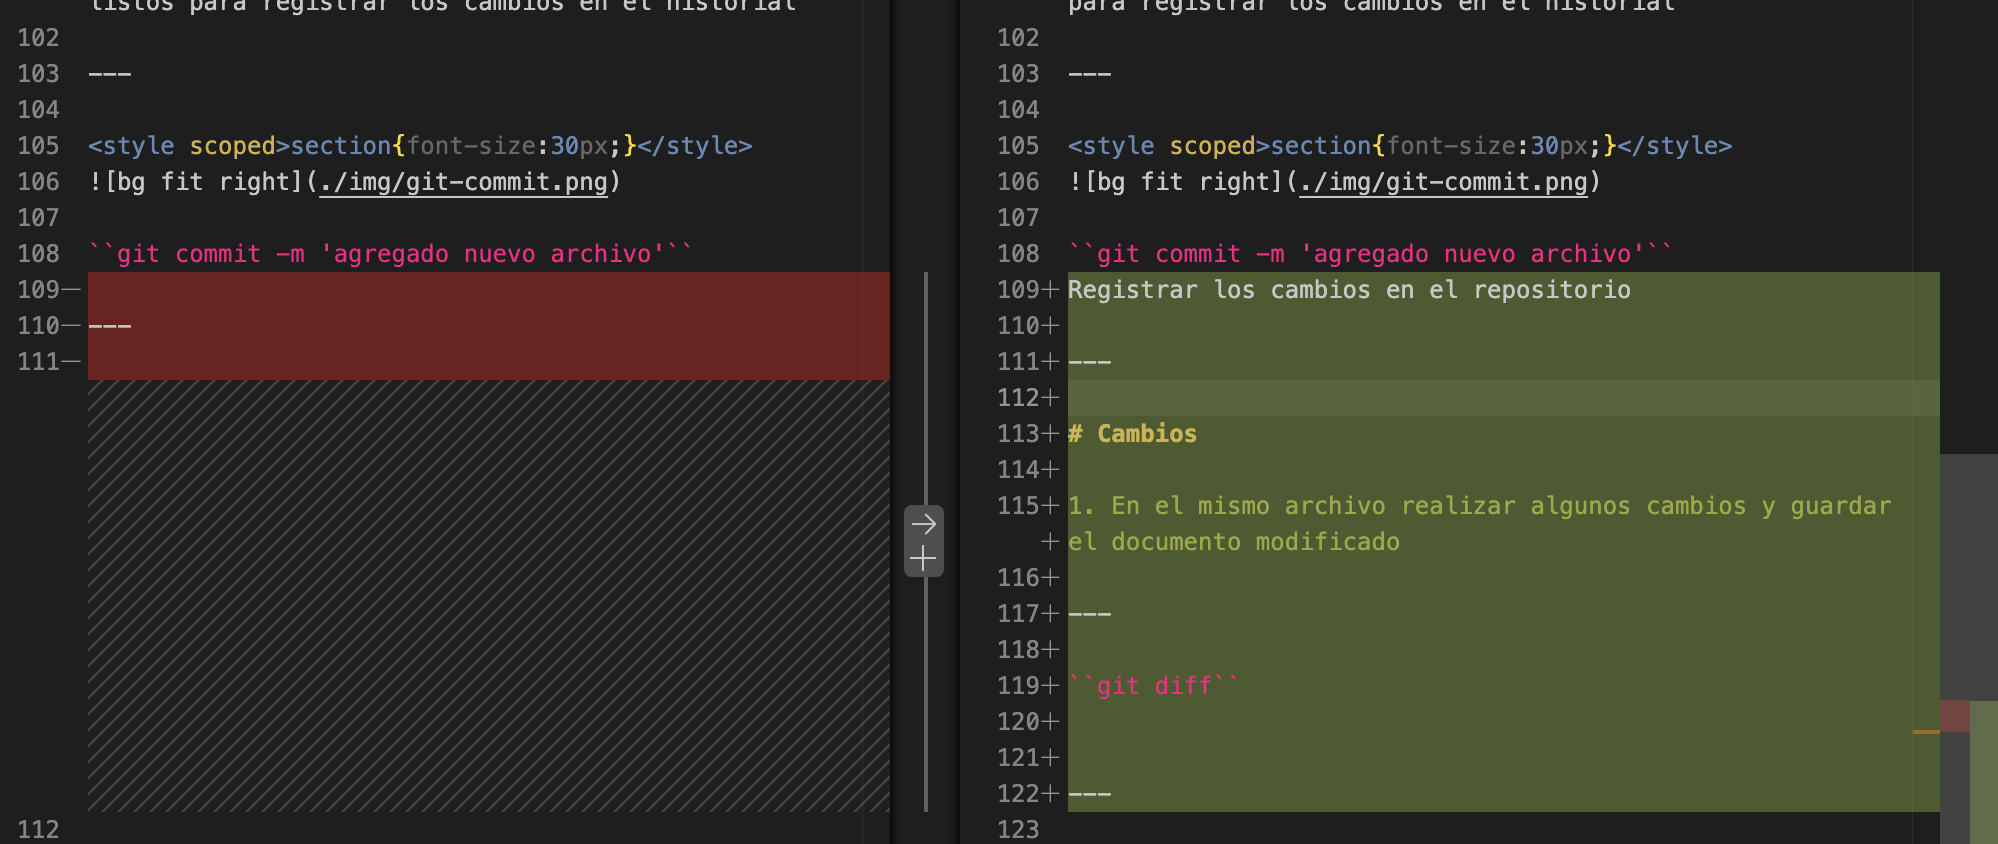 listos para registrar los cambios en el historial
102
103 ---
104
105 <style scoped>section{font-size:30px;}</style>
106 ![bg fit right](./img/git-commit.png)
107
108 ``git commit -m 'agregado nuevo archivo'``
109—
110— ---
111—
112
para registrar los cambios en el historial
102
103 ---
104
105 <style scoped>section{font-size:30px;}</style>
106 ![bg fit right](./img/git-commit.png)
107
108 ``git commit -m 'agregado nuevo archivo'``
109+ Registrar los cambios en el repositorio
110+
111+ ---
112+
113+ # Cambios
114+
115+ 1. En el mismo archivo realizar algunos cambios y guardar
+ el documento modificado
116+
117+ ---
118+
119+ ``git diff``
120+
121+
122+ ---
123